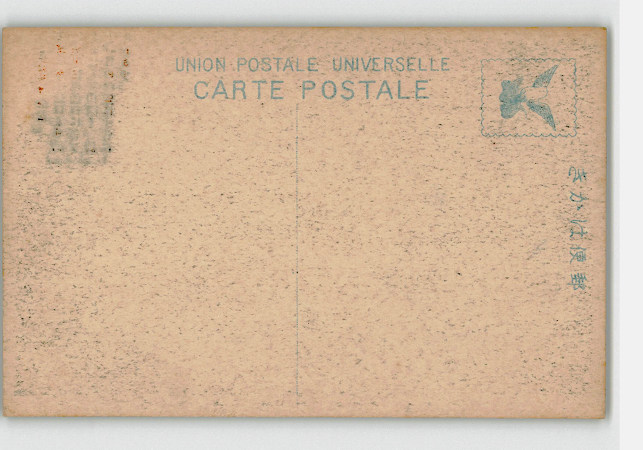 UNION POSTALE UNIVERSELLE
CARTE POSTALE
きかは便郵